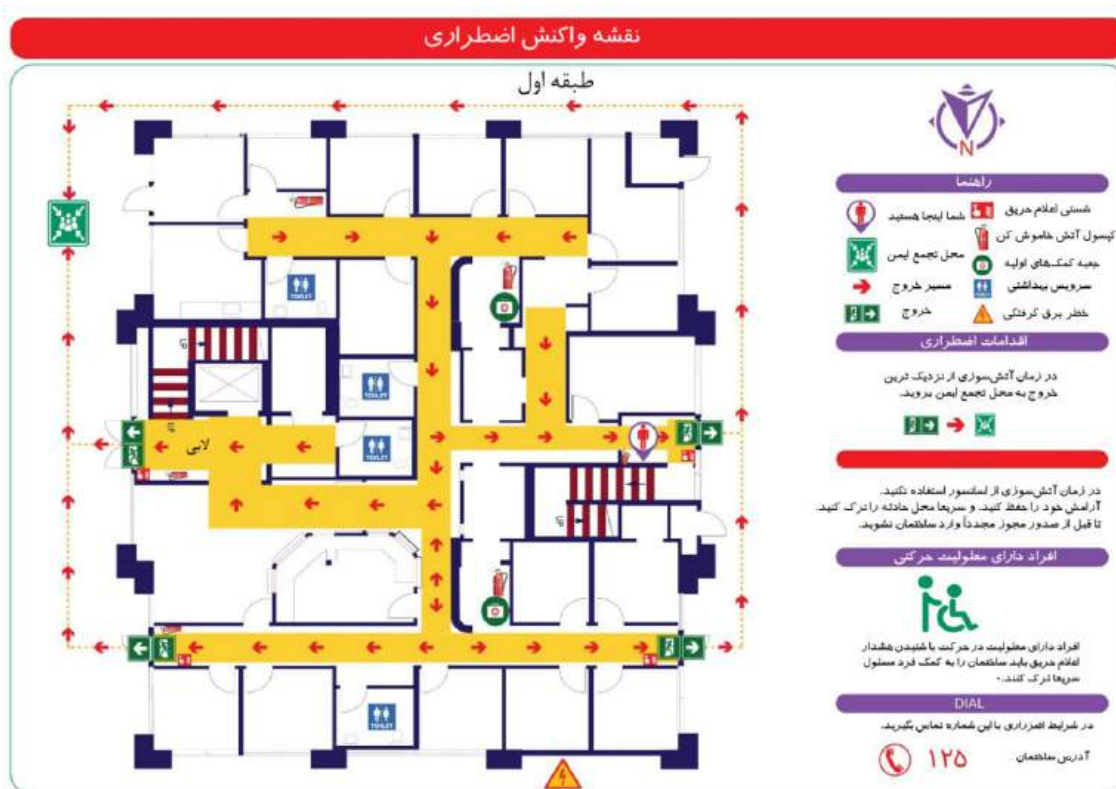 نقشه واکنش اضطراری
طبقه اول
N
راهنما
شستی اعلام حریق
شما اینجا هستید
کپسول آتش خاموش کن
محل تجمع ایمن
جعبه کمک‌های اولیه
مسیر خروج
سرویس بهداشتی
خروج
خطر برق گرفتگی
اقدامات اضطراری
در زمان آتش‌سوزی از نزدیک ترین
خروج به محل تجمع ایمن بروید.
در زمان آتش‌سوزی از آسانسور استفاده نکنید.
آرامش خود را حفظ کنید، و سریعا محل حادثه را ترک کنید.
تا قبل از صدور مجوز مجدداً وارد ساختمان نشوید.
افراد دارای معلولیت حرکتی
افراد دارای معلولیت در حرکت با شنیدن هشدار
اعلام حریق باید ساختمان را به کمک فرد مسئول
سریعا ترک کنند.
DIAL
در شرایط اضطراری با این شماره تماس بگیرید.
آدرس ساختمان
۱۲۵
TOILET
up
TOILET
لابی
TOILET
up
TOILET